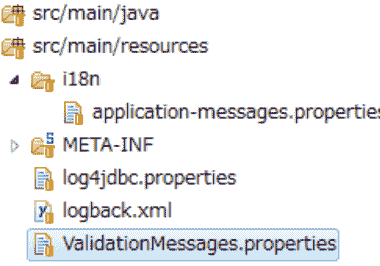 src/main/java
src/main/resources
i18n
application-messages.properties
META-INF
log4jdbc.properties
logback.xml
ValidationMessages.properties